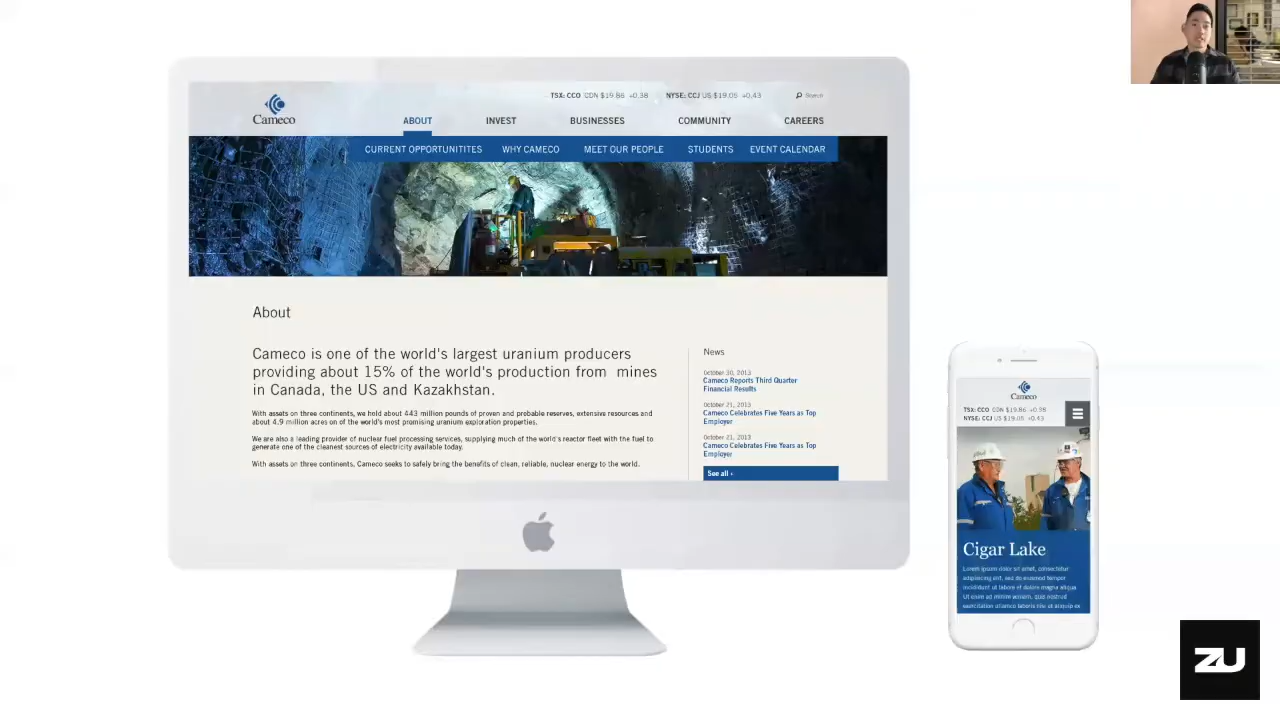 TSX: CCO CDN $19.86 +0.38 NYSE: CCJ US $19.05 +0.43 Search
Cameco
ABOUT INVEST BUSINESSES COMMUNITY CAREERS
CURRENT OPPORTUNITITES WHY CAMECO MEET OUR PEOPLE STUDENTS EVENT CALENDAR
About
Cameco is one of the world's largest uranium producers
providing about 15% of the world's production from mines
in Canada, the US and Kazakhstan.
With assets on three continents, we hold about 443 million pounds of proven and probable reserves, extensive resources and
about 4.9 million acres on of the world's most promising uranium exploration properties.
We are also a leading provider of nuclear fuel processing services, supplying much of the world's reactor fleet with the fuel to
generate one of the cleanest sources of electricity available today.
With assets on three continents, Cameco seeks to safely bring the benefits of clean, reliable, nuclear energy to the world.
News
October 30, 2013
Cameco Reports Third Quarter
Financial Results
October 21, 2013
Cameco Celebrates Five Years as Top
Employer
October 21, 2013
Cameco Celebrates Five Years as Top
Employer
See all ›
Cameco
TSX: CCO CDN $19.86 +0.38
NYSE: CCJ US $19.05 +0.43
Cigar Lake
Lorem ipsum dolor sit amet, consectetur
adipiscing elit, sed do eiusmod tempor
incididunt ut labore et dolore magna aliqua.
Ut enim ad minim veniam, quis nostrud
exercitation ullamco laboris nisi ut aliquip ex
ZU